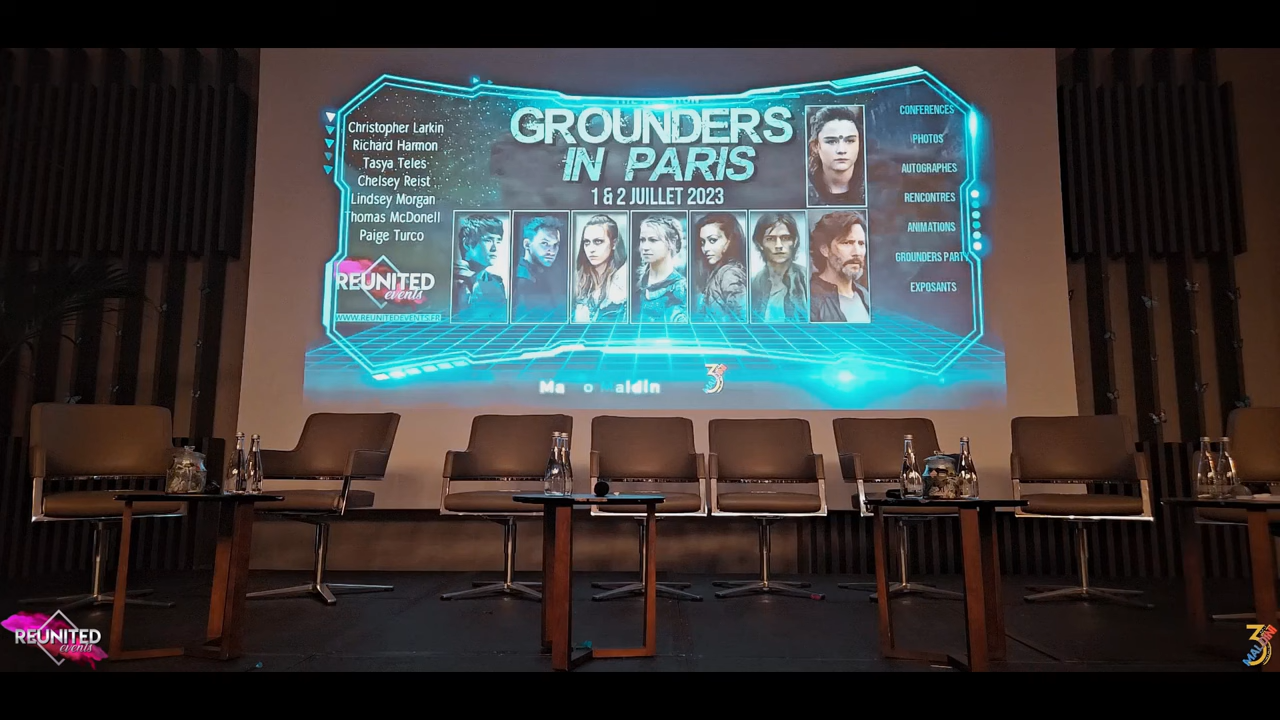 GROUNDERS
IN PARIS
1 & 2 JUILLET 2023
Christopher Larkin
Richard Harmon
Tasya Teles
Chelsey Reist
Lindsey Morgan
Thomas McDonell
Paige Turco
REUNITED
events
WWW.REUNITEDEVENTS.FR
CONFERENCES
PHOTOS
AUTOGRAPHES
RENCONTRES
ANIMATIONS
GROUNDERS PART
EXPOSANTS
REUNITED
events